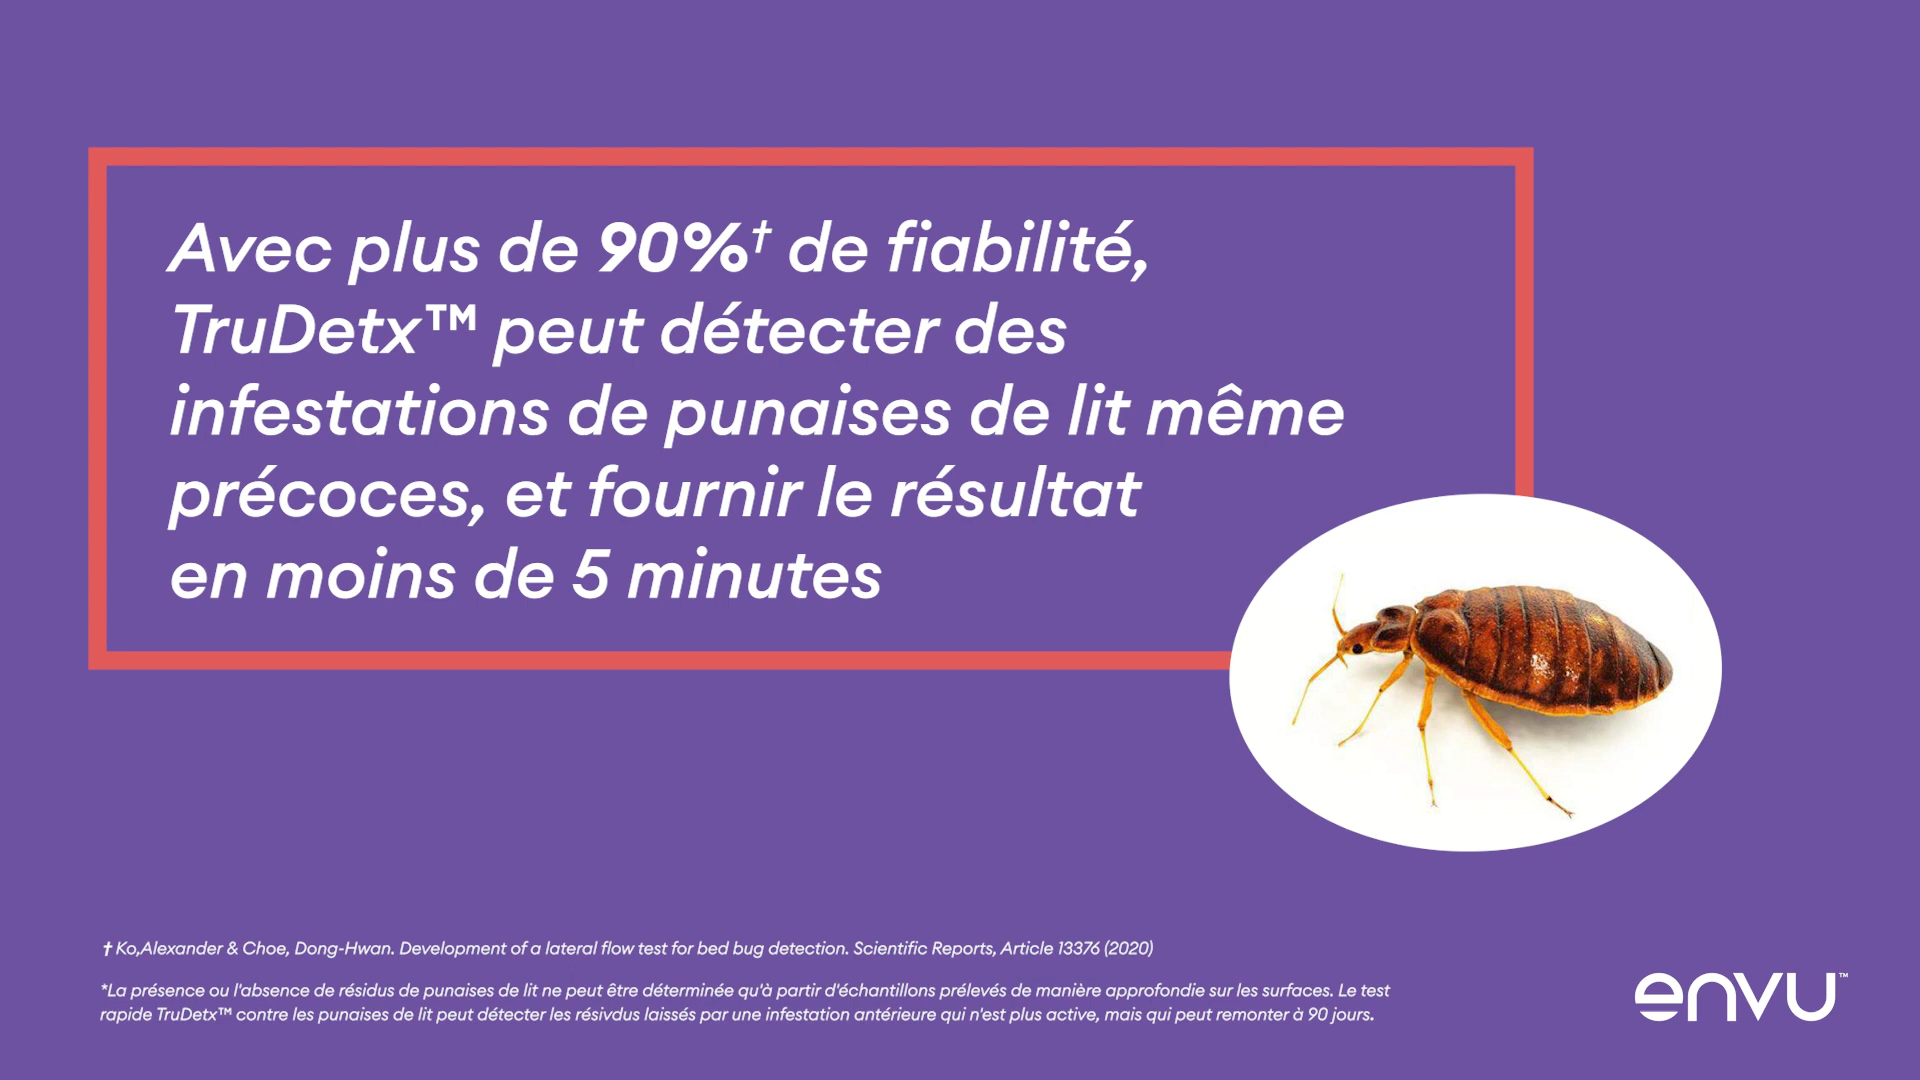 Avec plus de 90%† de fiabilité,
TruDetx™ peut détecter des
infestations de punaises de lit même
précoces, et fournir le résultat
en moins de 5 minutes
† Ko,Alexander & Choe, Dong-Hwan. Development of a lateral flow test for bed bug detection. Scientific Reports, Article 13376 (2020)
*La présence ou l'absence de résidus de punaises de lit ne peut être déterminée qu'à partir d'échantillons prélevés de manière approfondie sur les surfaces. Le test
rapide TruDetx™ contre les punaises de lit peut détecter les résivdus laissés par une infestation antérieure qui n'est plus active, mais qui peut remonter à 90 jours.
envu™